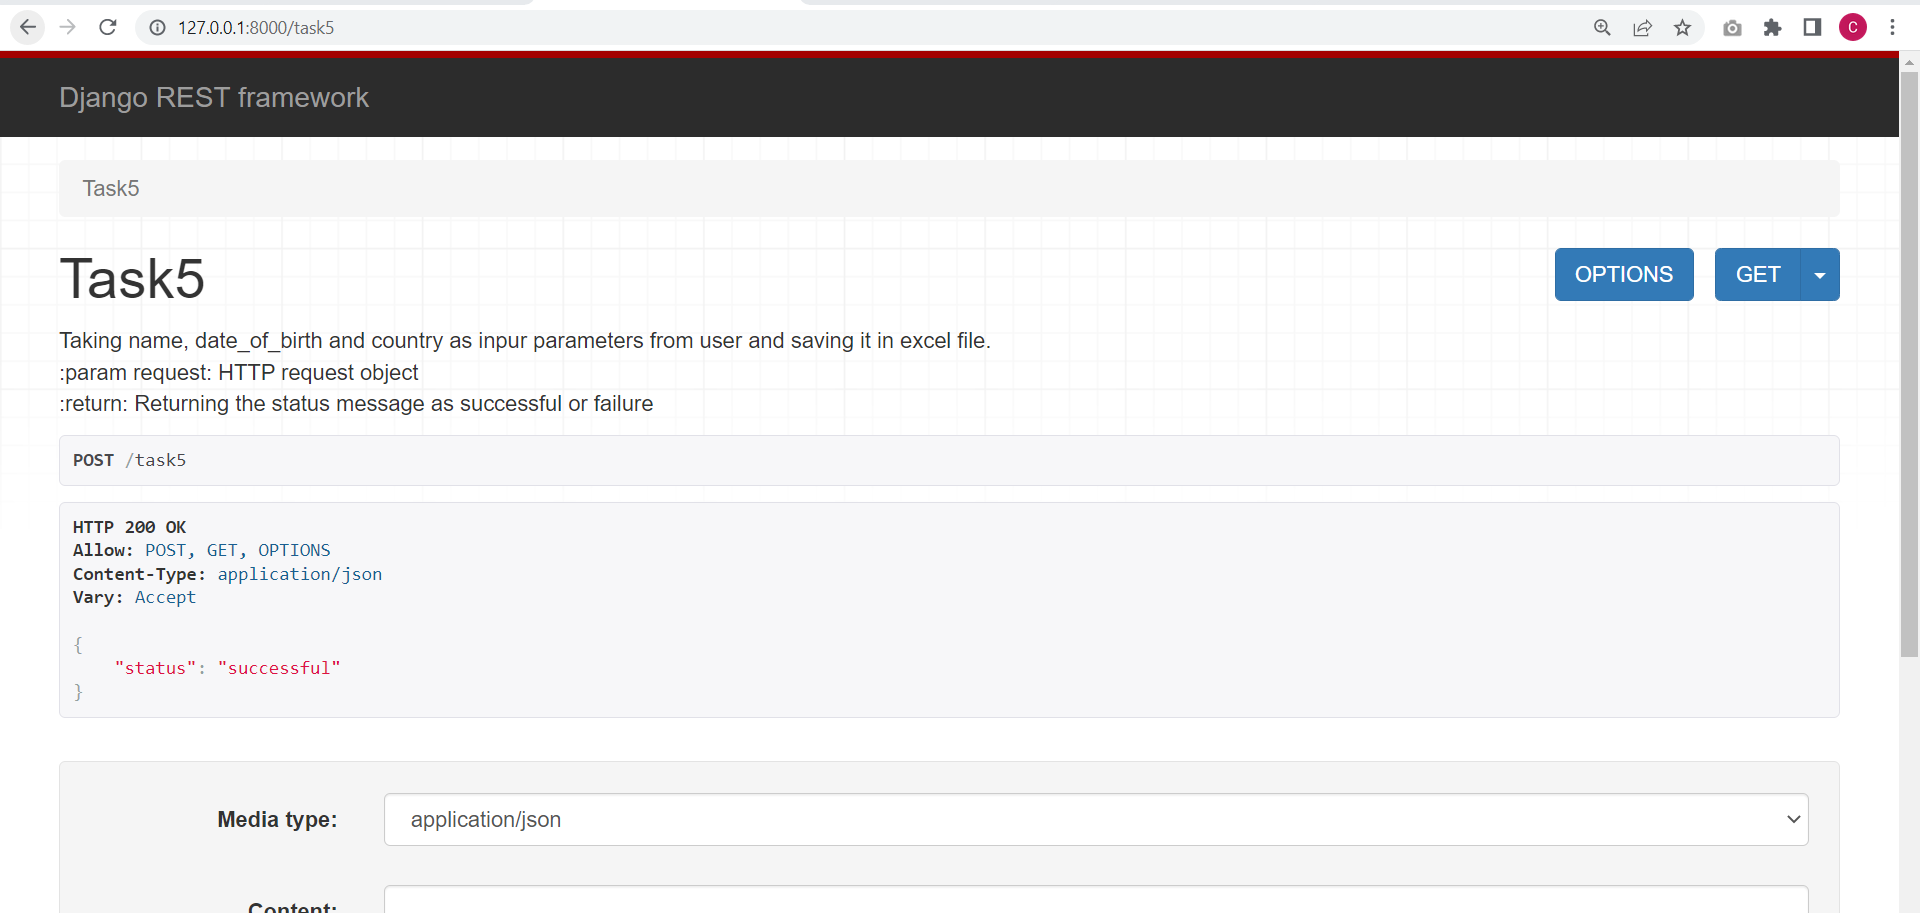 127.0.0.1:8000/task5
C
Django REST framework
Task5
Task5
OPTIONS
GET
Taking name, date_of_birth and country as inpur parameters from user and saving it in excel file.
:param request: HTTP request object
:return: Returning the status message as successful or failure
POST /task5
HTTP 200 OK
Allow: POST, GET, OPTIONS
Content-Type: application/json
Vary: Accept
{
"status": "successful"
}
Media type:
application/json
Content: